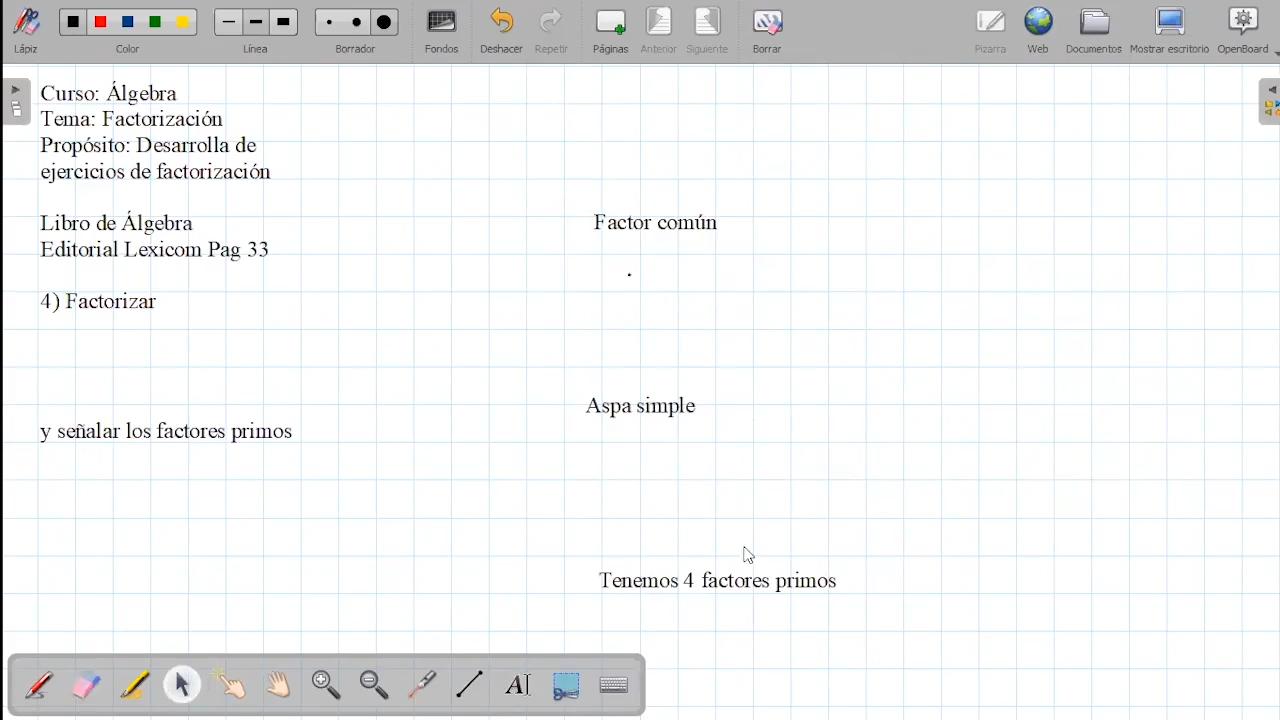 Lápiz
Color
Línea
Borrador
Fondos
Deshacer
Repetir
Páginas
Anterior
Siguiente
Borrar
Pizarra
Web
Documentos
Mostrar escritorio
OpenBoard
Curso: Álgebra
Tema: Factorización
Propósito: Desarrolla de
ejercicios de factorización
Libro de Álgebra
Editorial Lexicom Pag 33
4) Factorizar
y señalar los factores primos
Factor común
.
Aspa simple
Tenemos 4 factores primos
AI